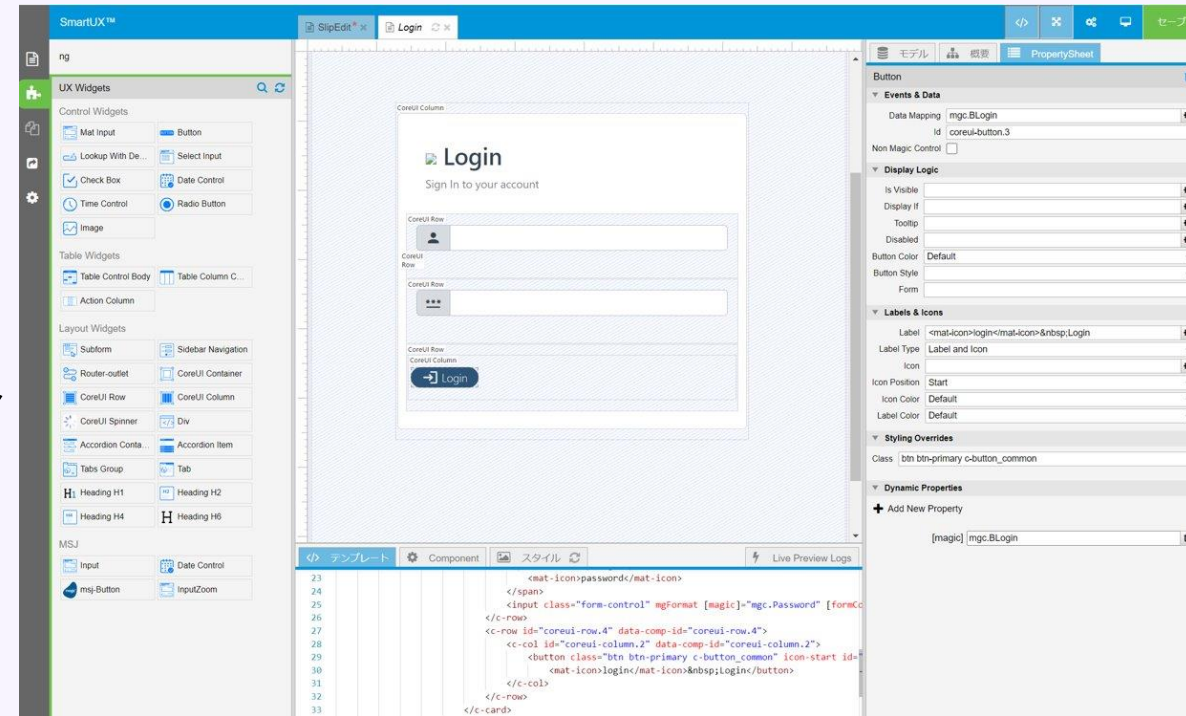 SmartUX™
SlipEdit*
Login
セーブ
ng
UX Widgets
Control Widgets
Mat Input
Button
Lookup With De...
Select Input
Check Box
Date Control
Time Control
Radio Button
Image
Table Widgets
Table Control Body
Table Column C...
Action Column
Layout Widgets
Subform
Sidebar Navigation
Router-outlet
CoreUI Container
CoreUI Row
CoreUI Column
CoreUI Spinner
Div
Accordion Conta...
Accordion Item
Tabs Group
Tab
H1 Heading H1
H2 Heading H2
Heading H4
H Heading H6
MSJ
Input
Date Control
msj-Button
InputZoom
CoreUI Column
Login
Sign In to your account
CoreUI Row
CoreUI
Row
CoreUI Row
CoreUI Row
CoreUI Column
Login
テンプレート
Component
スタイル
Live Preview Logs
23 <mat-icon>password</mat-icon>
24 </span>
25 <input class="form-control" mgFormat [magic]="mgc.Password" [formCo
26 </c-row>
27 <c-row id="coreui-row.4" data-comp-id="coreui-row.4">
28 <c-col id="coreui-column.2" data-comp-id="coreui-column.2">
29 <button class="btn btn-primary c-button_common" icon-start id="
30 <mat-icon>login</mat-icon>&nbsp;Login</button>
31 </c-col>
32 </c-row>
33 </c-card>
モデル
概要
PropertySheet
Button
Events & Data
Data Mapping mgc.BLogin
Id coreui-button.3
Non Magic Control
Display Logic
Is Visible
Display If
Tooltip
Disabled
Button Color Default
Button Style
Form
Labels & Icons
Label <mat-icon>login</mat-icon>&nbsp;Login
Label Type Label and Icon
Icon
Icon Position Start
Icon Color Default
Label Color Default
Styling Overrides
Class btn btn-primary c-button_common
Dynamic Properties
Add New Property
[magic] mgc.BLogin